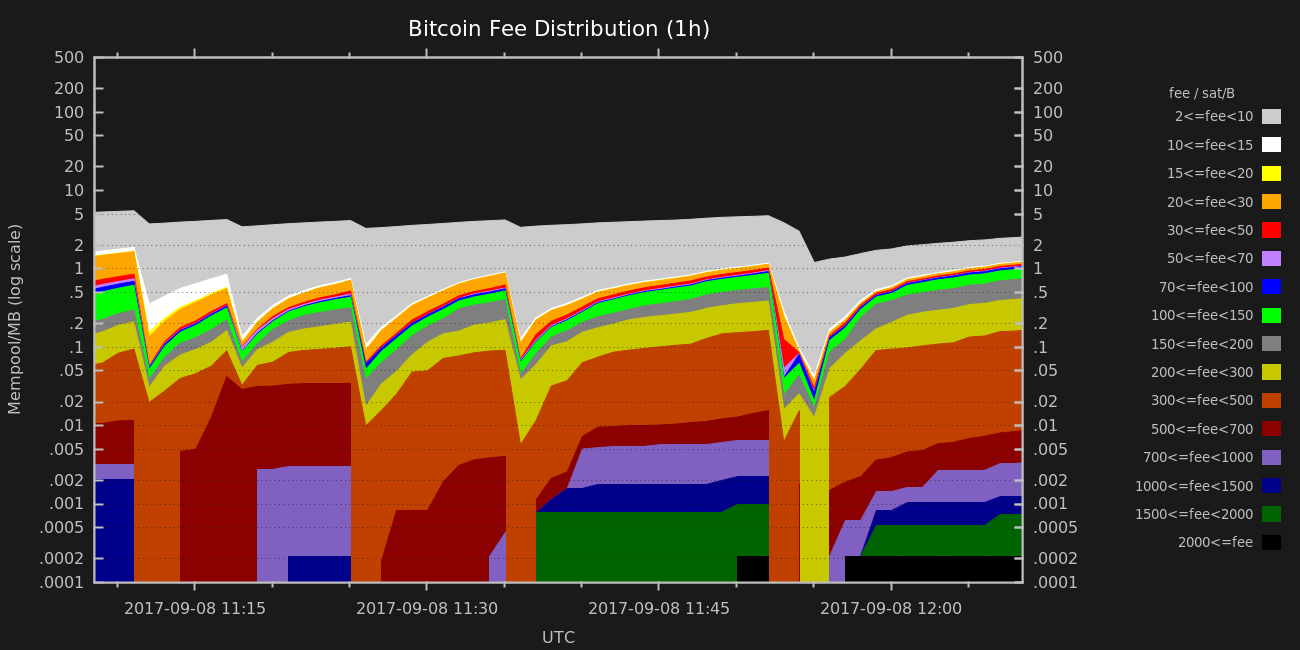 Bitcoin Fee Distribution (1h)
Mempool/MB (log scale)
500
200
100
50
20
10
5
2
1
.5
.2
.1
.05
.02
.01
.005
.002
.001
.0005
.0002
.0001
500
200
100
50
20
10
5
2
1
.5
.2
.1
.05
.02
.01
.005
.002
.001
.0005
.0002
.0001
2017-09-08 11:15
2017-09-08 11:30
2017-09-08 11:45
2017-09-08 12:00
UTC
fee / sat/B
2<=fee<10
10<=fee<15
15<=fee<20
20<=fee<30
30<=fee<50
50<=fee<70
70<=fee<100
100<=fee<150
150<=fee<200
200<=fee<300
300<=fee<500
500<=fee<700
700<=fee<1000
1000<=fee<1500
1500<=fee<2000
2000<=fee